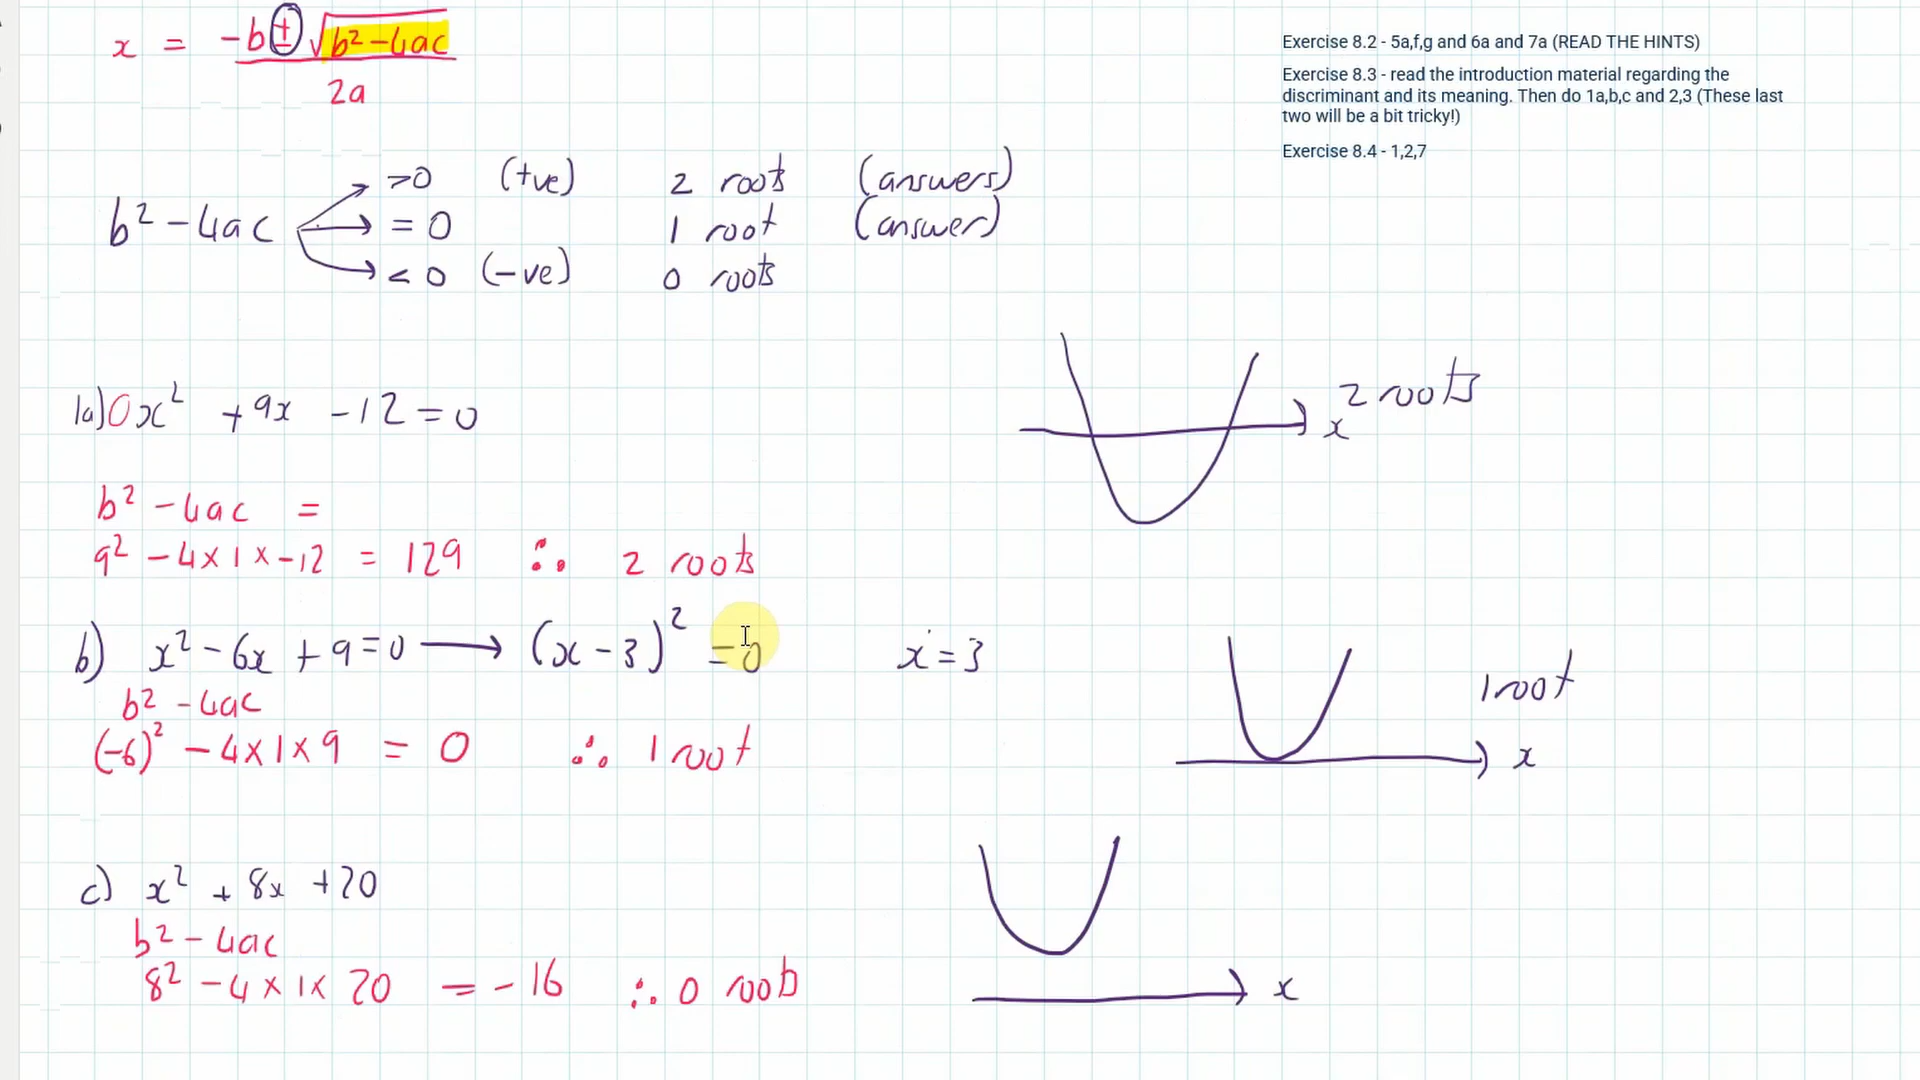 x = -b ± √b² - 4ac
2a
Exercise 8.2 - 5a,f,g and 6a and 7a (READ THE HINTS)
Exercise 8.3 - read the introduction material regarding the
discriminant and its meaning. Then do 1a,b,c and 2,3 (These last
two will be a bit tricky!)
Exercise 8.4 - 1,2,7
b² - 4ac
>0 (+ve) 2 roots (answers)
= 0 1 root (answer)
< 0 (-ve) 0 roots
1a) 0x² + 9x - 12 = 0
2 roots
x
b² - 4ac =
9² - 4 × 1 × -12 = 129 ∴ 2 roots
b) x² - 6x + 9 = 0 → (x - 3)² = 0 x = 3
1 root
b² - 4ac
(-6)² - 4 × 1 × 9 = 0 ∴ 1 root
x
c) x² + 8x + 20
b² - 4ac
8² - 4 × 1 × 20 = -16 ∴ 0 roots
x